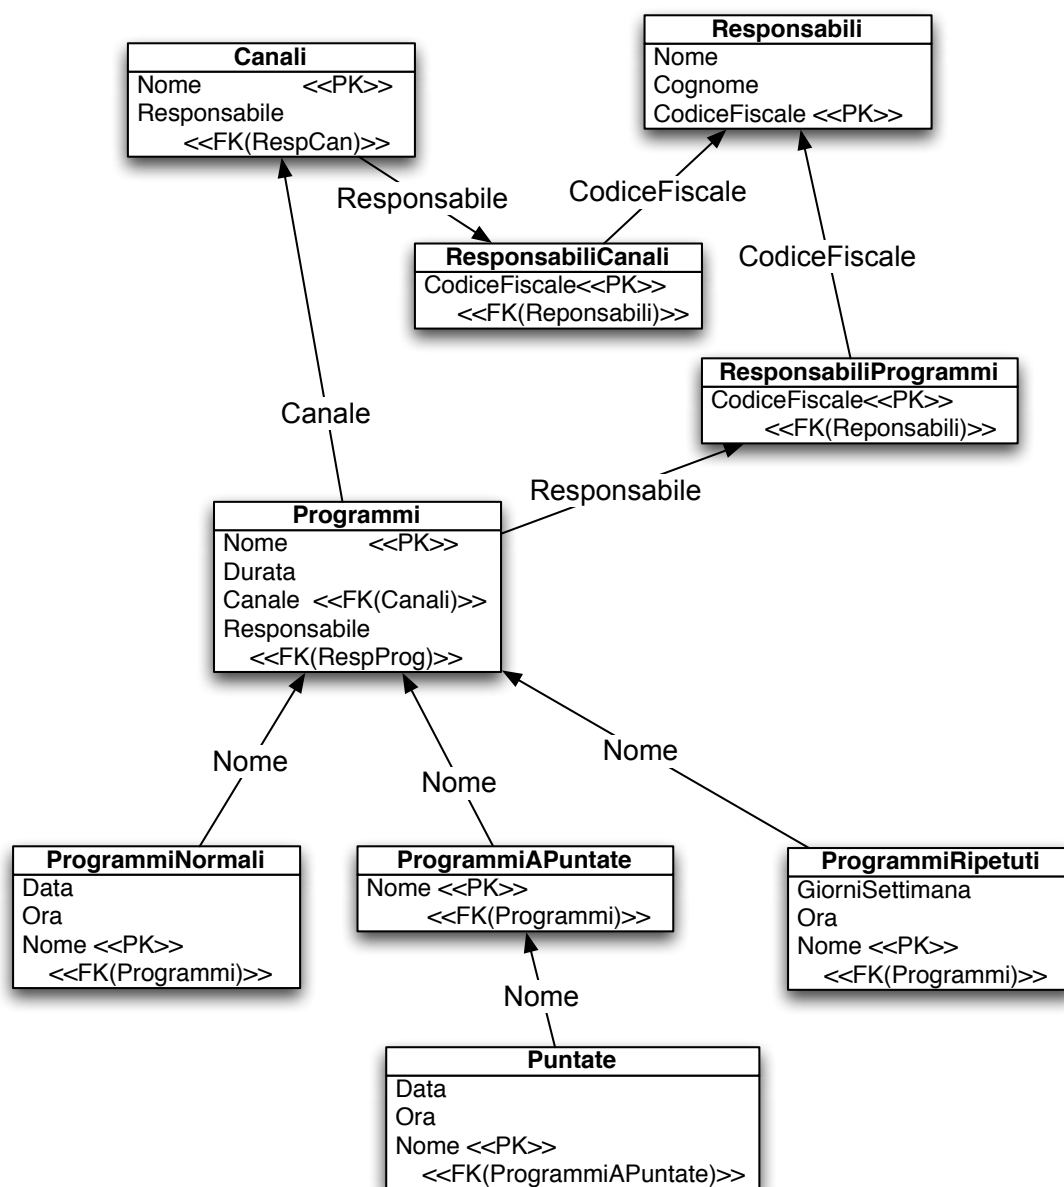 Canali
Nome <<PK>>
Responsabile
<<FK(RespCan)>>
Responsabili
Nome
Cognome
CodiceFiscale <<PK>>
Responsabile
CodiceFiscale
CodiceFiscale
ResponsabiliCanali
CodiceFiscale<<PK>>
<<FK(Reponsabili)>>
ResponsabiliProgrammi
CodiceFiscale<<PK>>
<<FK(Reponsabili)>>
Canale
Responsabile
Programmi
Nome <<PK>>
Durata
Canale <<FK(Canali)>>
Responsabile
<<FK(RespProg)>>
Nome
Nome
Nome
ProgrammiNormali
Data
Ora
Nome <<PK>>
<<FK(Programmi)>>
ProgrammiAPuntate
Nome <<PK>>
<<FK(Programmi)>>
ProgrammiRipetuti
GiorniSettimana
Ora
Nome <<PK>>
<<FK(Programmi)>>
Nome
Puntate
Data
Ora
Nome <<PK>>
<<FK(ProgrammiAPuntate)>>